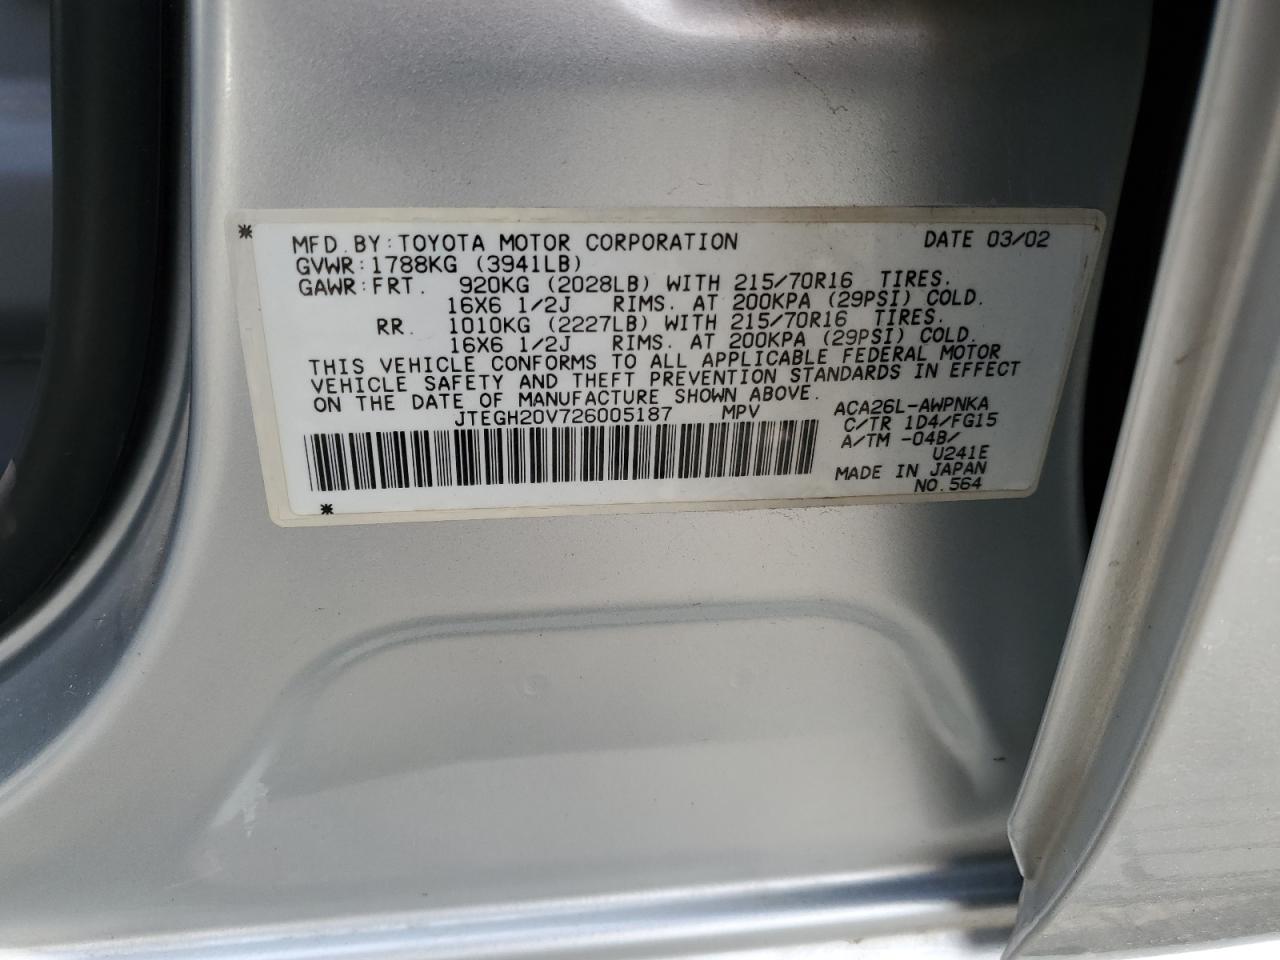 MFD.BY:TOYOTA MOTOR CORPORATION DATE 03/02
GVWR:1788KG (3941LB)
GAWR:FRT. 920KG (2028LB) WITH 215/70R16 TIRES.
16X6 1/2J RIMS. AT 200KPA (29PSI) COLD.
RR. 1010KG (2227LB) WITH 215/70R16 TIRES.
16X6 1/2J RIMS. AT 200KPA (29PSI) COLD.
THIS VEHICLE CONFORMS TO ALL APPLICABLE FEDERAL MOTOR
VEHICLE SAFETY AND THEFT PREVENTION STANDARDS IN EFFECT
ON THE DATE OF MANUFACTURE SHOWN ABOVE.
JTEGH20V726005187 MPV ACA26L-AWPNKA
C/TR 1D4/FG15
A/TM -04B/
U241E
MADE IN JAPAN
NO.564